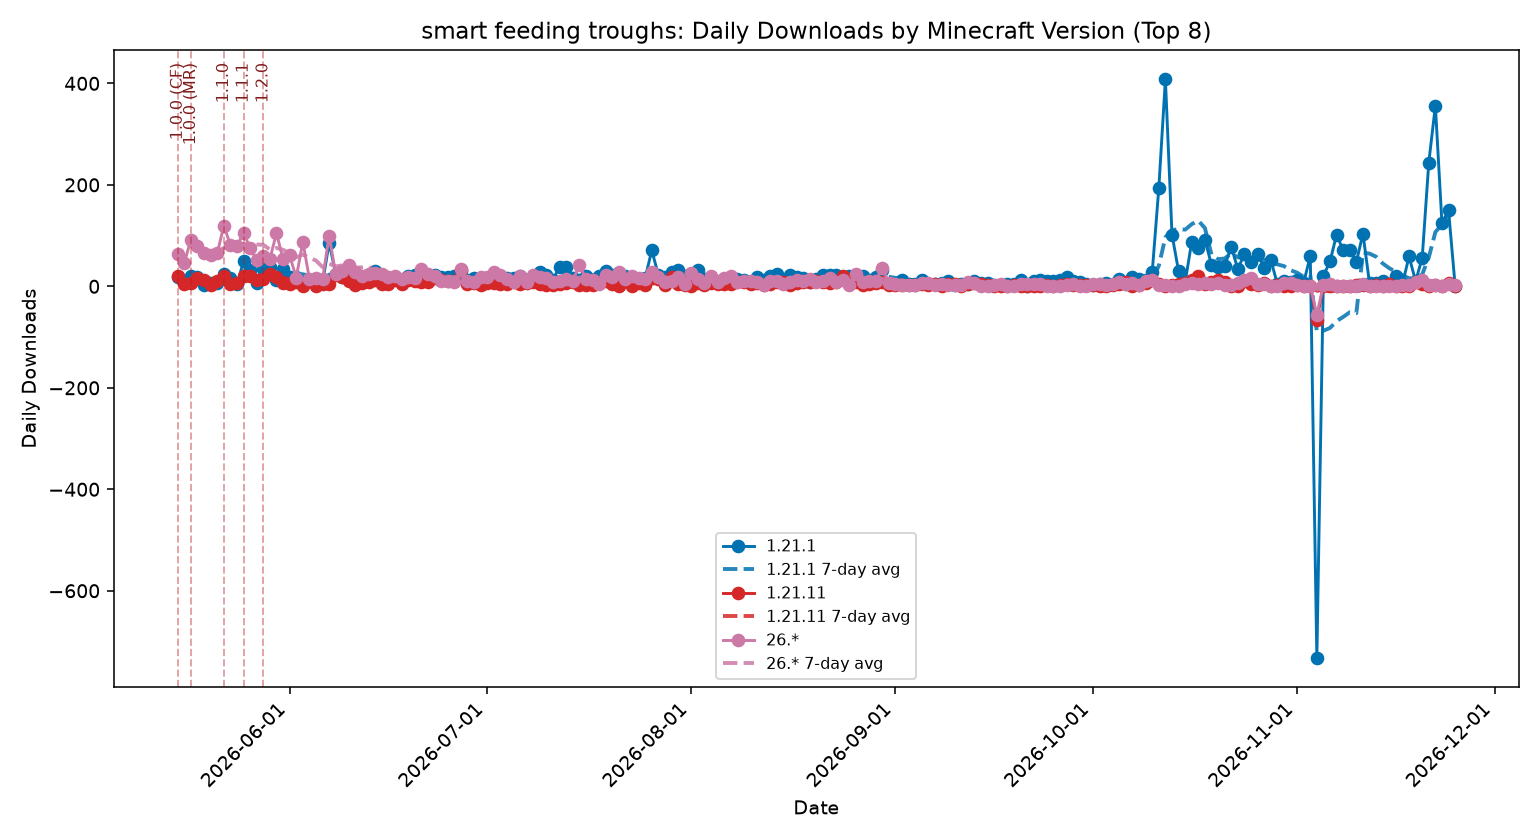 smart feeding troughs: Daily Downloads by Minecraft Version (Top 8)
1.0.0 (CF)
1.0.0 (MR)
1.1.0
1.1.1
1.2.0
400
200
0
−200
−400
−600
Daily Downloads
1.21.1
1.21.1 7-day avg
1.21.11
1.21.11 7-day avg
26.*
26.* 7-day avg
2026-06-01
2026-07-01
2026-08-01
2026-09-01
2026-10-01
2026-11-01
2026-12-01
Date